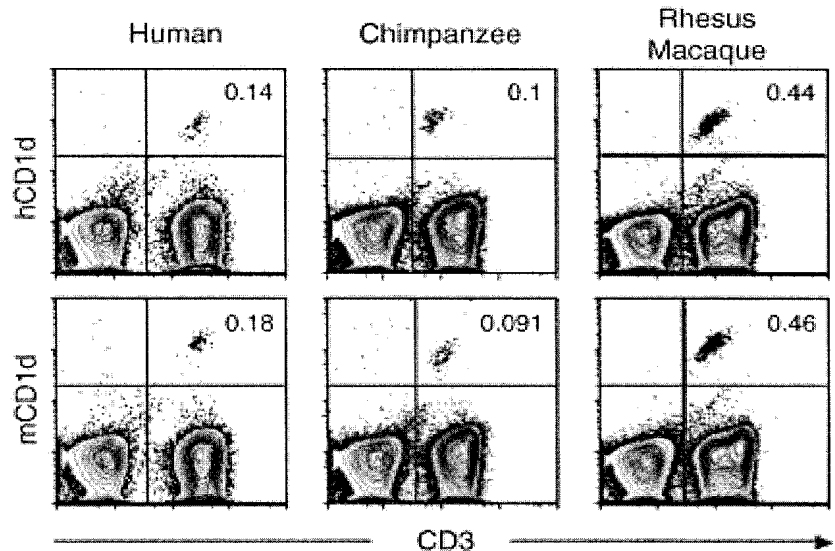 Human
Chimpanzee
Rhesus
Macaque
hCD1d
0.14
0.1
0.44
mCD1d
0.18
0.091
0.46
CD3